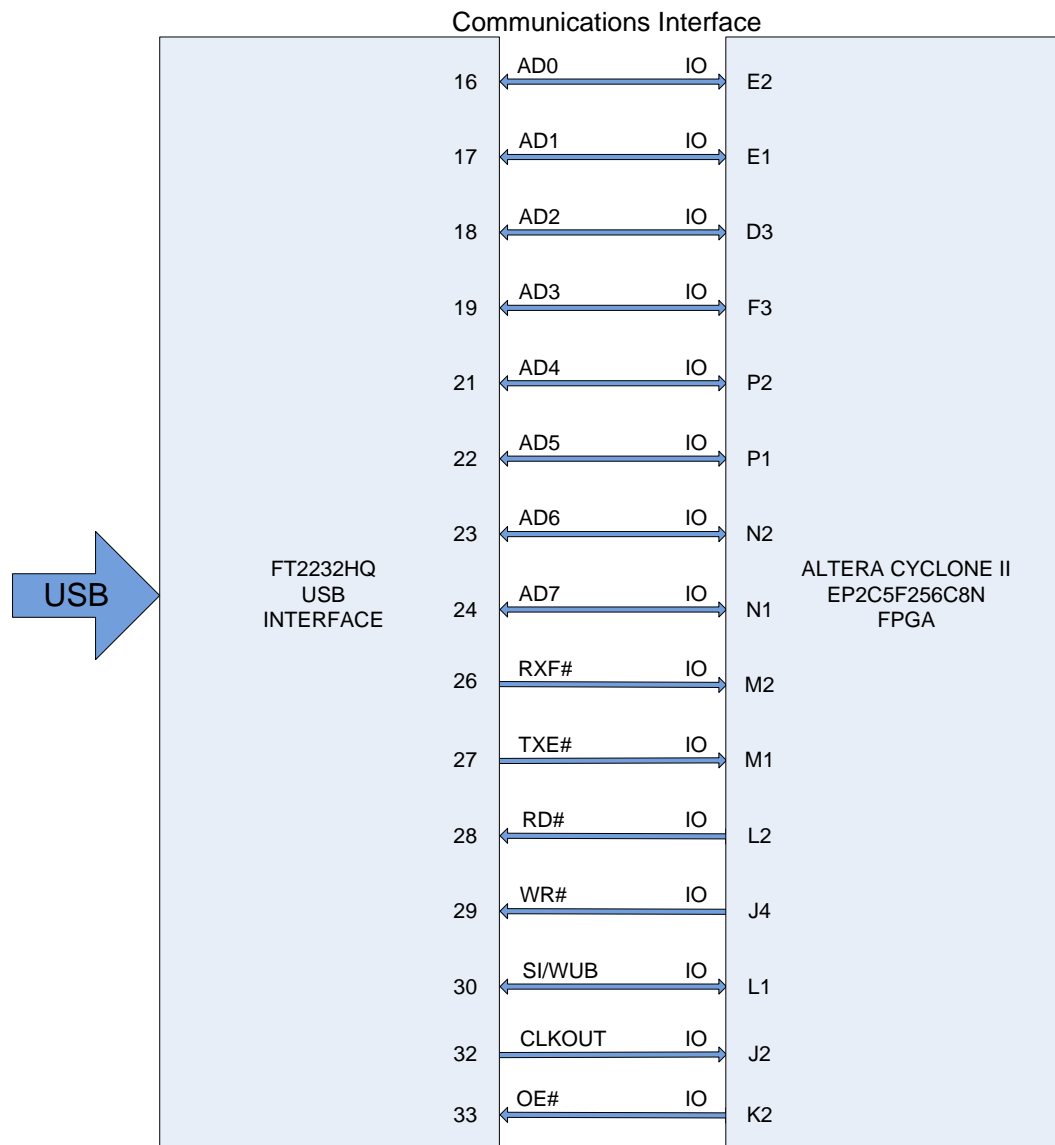 Communications Interface
16 AD0 IO E2
17 AD1 IO E1
18 AD2 IO D3
19 AD3 IO F3
21 AD4 IO P2
22 AD5 IO P1
23 AD6 IO N2
USB
FT2232HQ
USB
INTERFACE
ALTERA CYCLONE II
EP2C5F256C8N
FPGA
24 AD7 IO N1
26 RXF# IO M2
27 TXE# IO M1
28 RD# IO L2
29 WR# IO J4
30 SI/WUB IO L1
32 CLKOUT IO J2
33 OE# IO K2